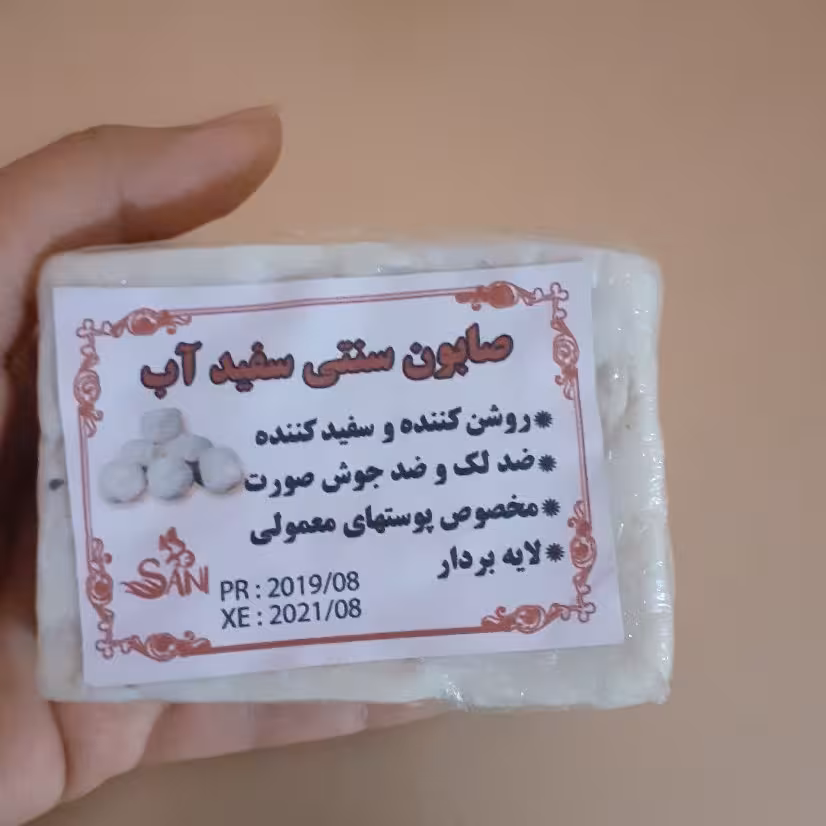 صابون سنتی سفید آب
*روشن کننده و سفید کننده
*ضد لک و ضد جوش صورت
*مخصوص پوستهای معمولی
*لایه بردار
SANI
PR : 2019/08
XE : 2021/08